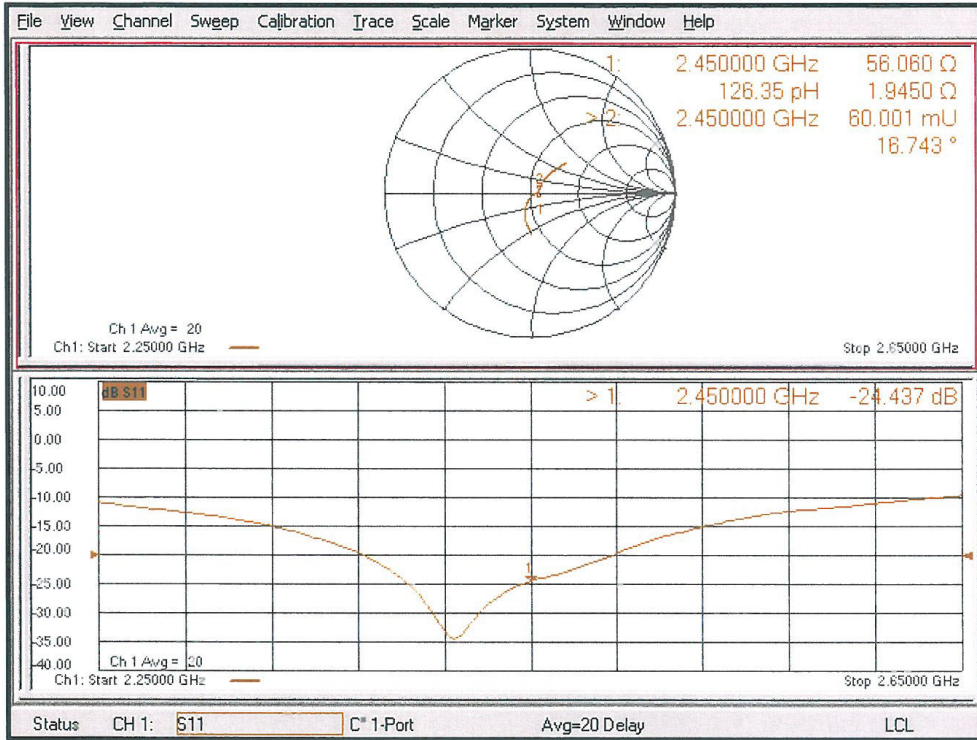 File View Channel Sweep Calibration Trace Scale Marker System Window Help
1: 2.450000 GHz 56.060 Ω
126.35 pH 1.9450 Ω
> 2: 2.450000 GHz 60.001 mU
16.743 °
Ch 1 Avg = 20
Ch1: Start 2.25000 GHz
Stop 2.65000 GHz
dB S11
> 1: 2.450000 GHz -24.437 dB
10.00
5.00
0.00
-5.00
-10.00
-15.00
-20.00
-25.00
-30.00
-35.00
-40.00
1
Ch 1 Avg = 20
Ch1: Start 2.25000 GHz
Stop 2.65000 GHz
Status CH 1: S11 C* 1-Port Avg=20 Delay LCL